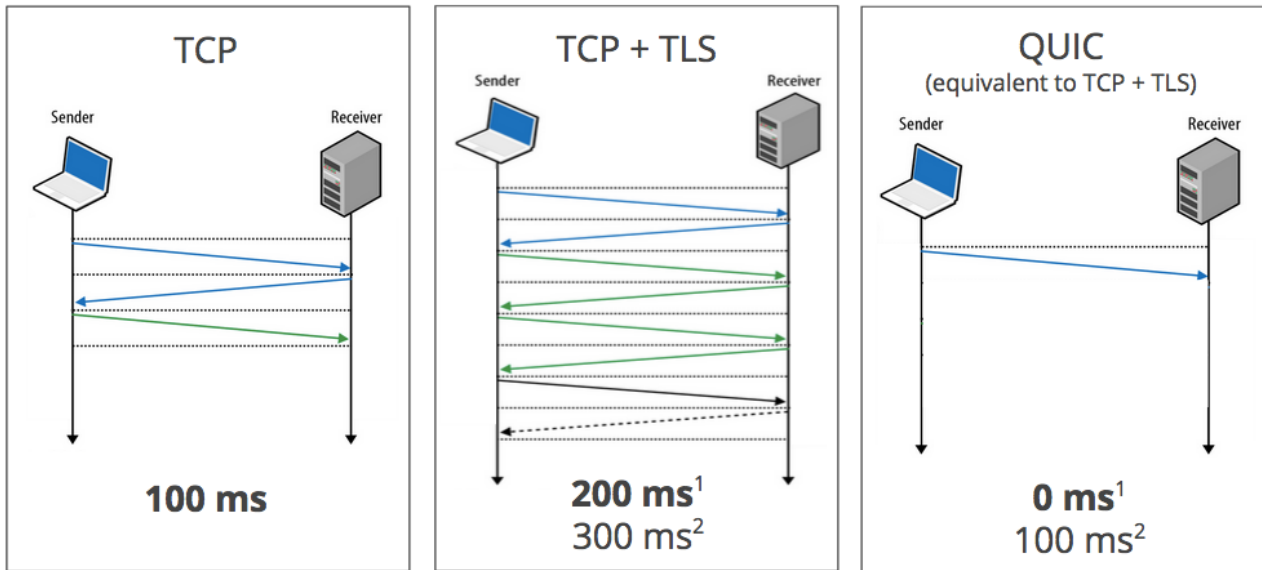 TCP
Sender
Receiver
100 ms
TCP + TLS
Sender
Receiver
200 ms¹
300 ms²
QUIC
(equivalent to TCP + TLS)
Sender
Receiver
0 ms¹
100 ms²